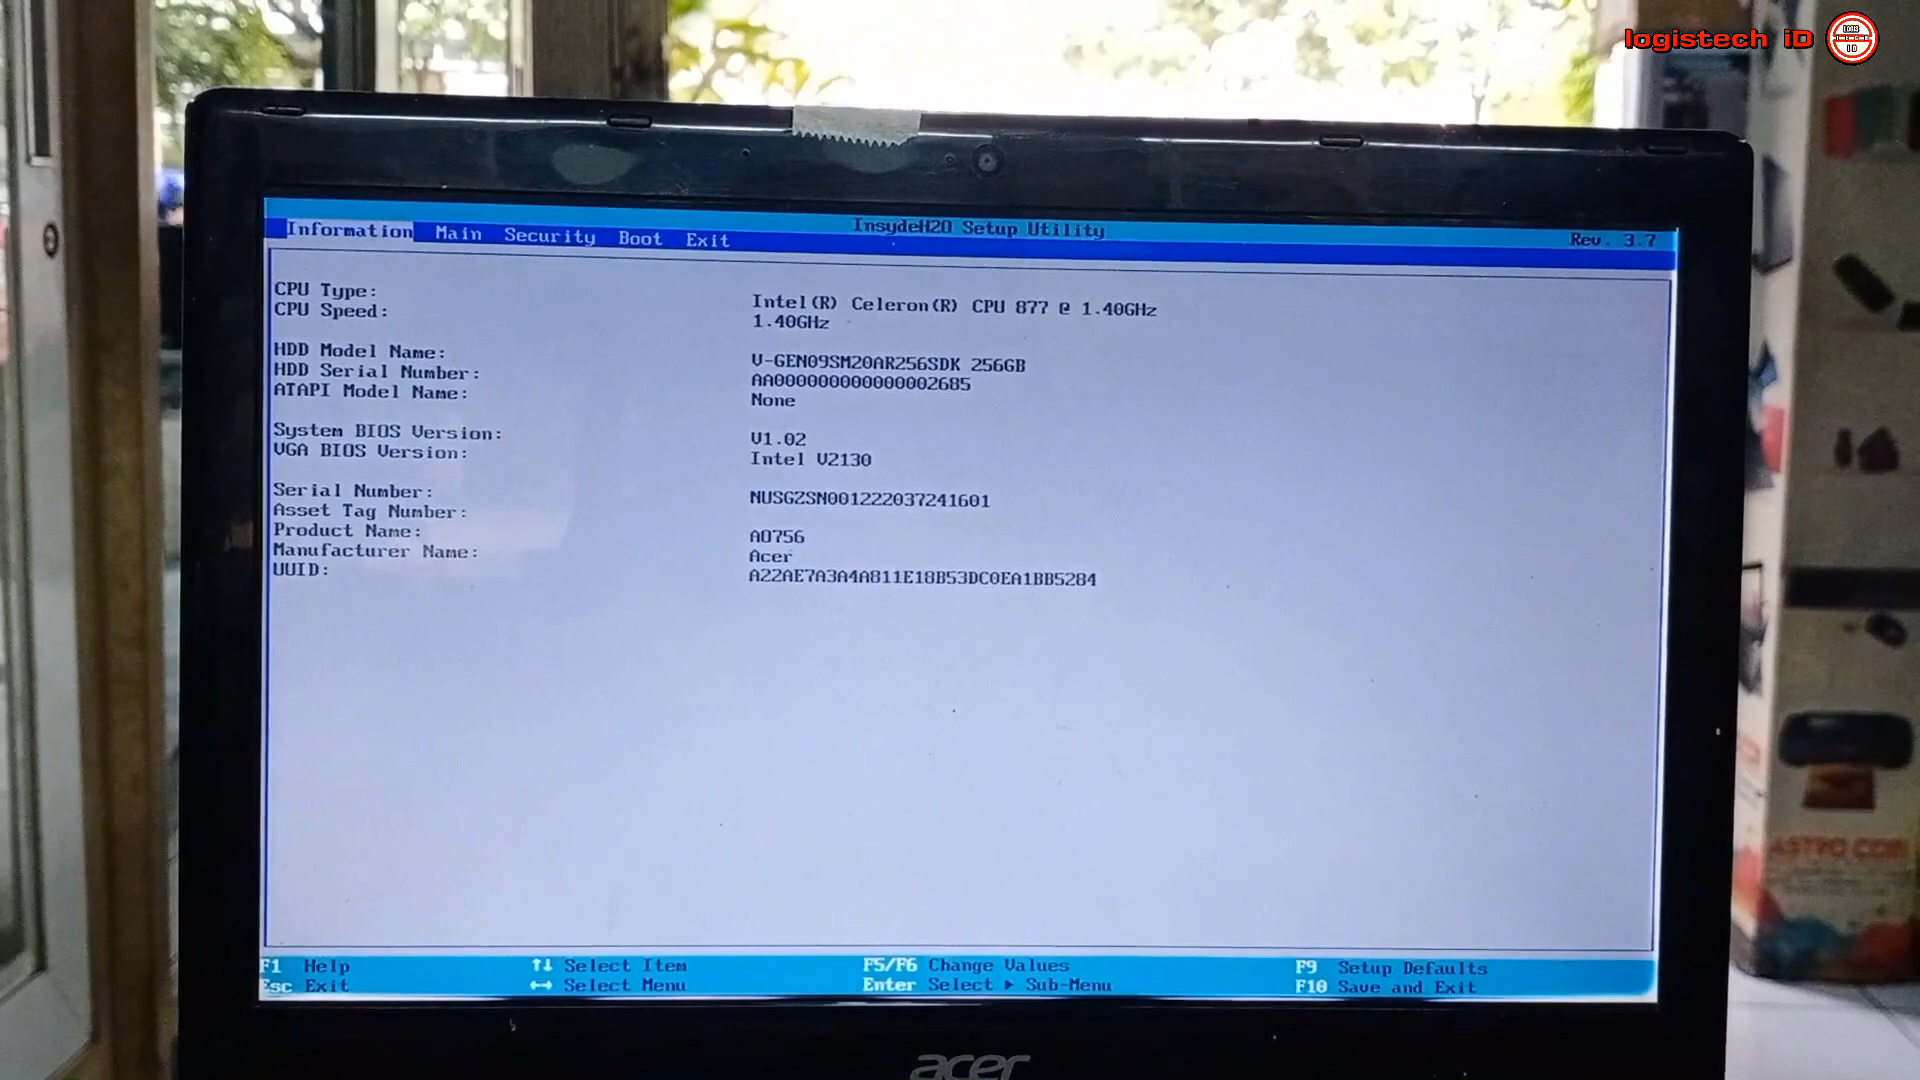 logistech iD
InsydeH20 Setup Utility
Rev. 3.7
Information Main Security Boot Exit
CPU Type: Intel(R) Celeron(R) CPU 877 @ 1.40GHz
CPU Speed: 1.40GHz
HDD Model Name: V-GEN09SM20AR256SDK 256GB
HDD Serial Number: AA000000000000002685
ATAPI Model Name: None
System BIOS Version: V1.02
VGA BIOS Version: Intel V2130
Serial Number: NUSGZSN001222037241601
Asset Tag Number:
Product Name: AO756
Manufacturer Name: Acer
UUID: A22AE7A3A4A811E18B53DC0EA1BB5284
F1 Help ↑↓ Select Item F5/F6 Change Values F9 Setup Defaults
Esc Exit ↔ Select Menu Enter Select ▶ Sub-Menu F10 Save and Exit
acer